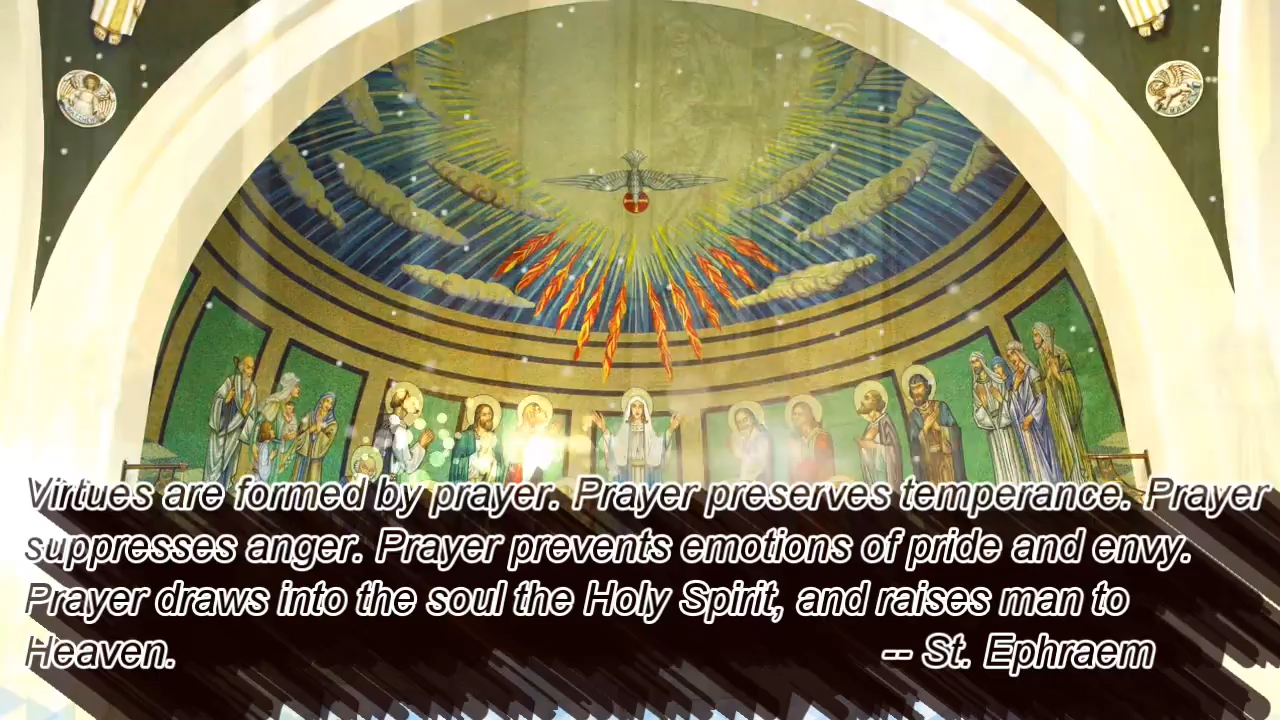 Virtues are formed by prayer. Prayer preserves temperance. Prayer
suppresses anger. Prayer prevents emotions of pride and envy.
Prayer draws into the soul the Holy Spirit, and raises man to
Heaven. -- St. Ephraem